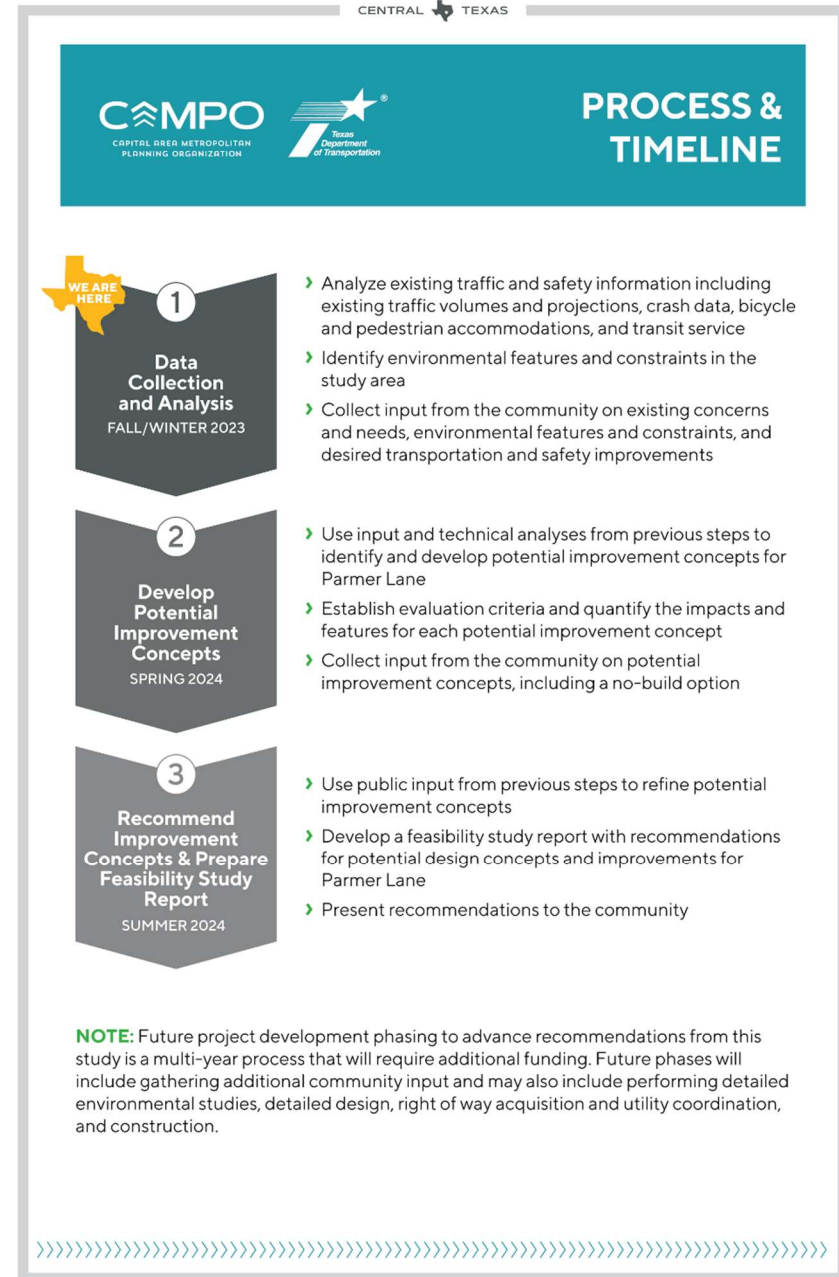 CENTRAL TEXAS
CAMPO
CAPITAL AREA METROPOLITAN
PLANNING ORGANIZATION
®
Texas
Department
of Transportation
PROCESS &
TIMELINE
WE ARE
HERE
1
Data
Collection
and Analysis
FALL/WINTER 2023
› Analyze existing traffic and safety information including
existing traffic volumes and projections, crash data, bicycle
and pedestrian accommodations, and transit service
› Identify environmental features and constraints in the
study area
› Collect input from the community on existing concerns
and needs, environmental features and constraints, and
desired transportation and safety improvements
2
Develop
Potential
Improvement
Concepts
SPRING 2024
› Use input and technical analyses from previous steps to
identify and develop potential improvement concepts for
Parmer Lane
› Establish evaluation criteria and quantify the impacts and
features for each potential improvement concept
› Collect input from the community on potential
improvement concepts, including a no-build option
3
Recommend
Improvement
Concepts & Prepare
Feasibility Study
Report
SUMMER 2024
› Use public input from previous steps to refine potential
improvement concepts
› Develop a feasibility study report with recommendations
for potential design concepts and improvements for
Parmer Lane
› Present recommendations to the community
NOTE: Future project development phasing to advance recommendations from this
study is a multi-year process that will require additional funding. Future phases will
include gathering additional community input and may also include performing detailed
environmental studies, detailed design, right of way acquisition and utility coordination,
and construction.